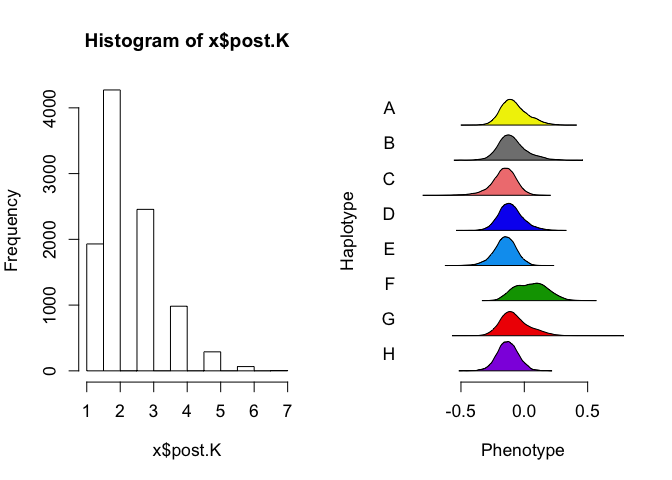 Histogram of x$post.K
Frequency
0
1000
2000
3000
4000
1 2 3 4 5 6 7
x$post.K
Haplotype
A
B
C
D
E
F
G
H
-0.5 0.0 0.5
Phenotype